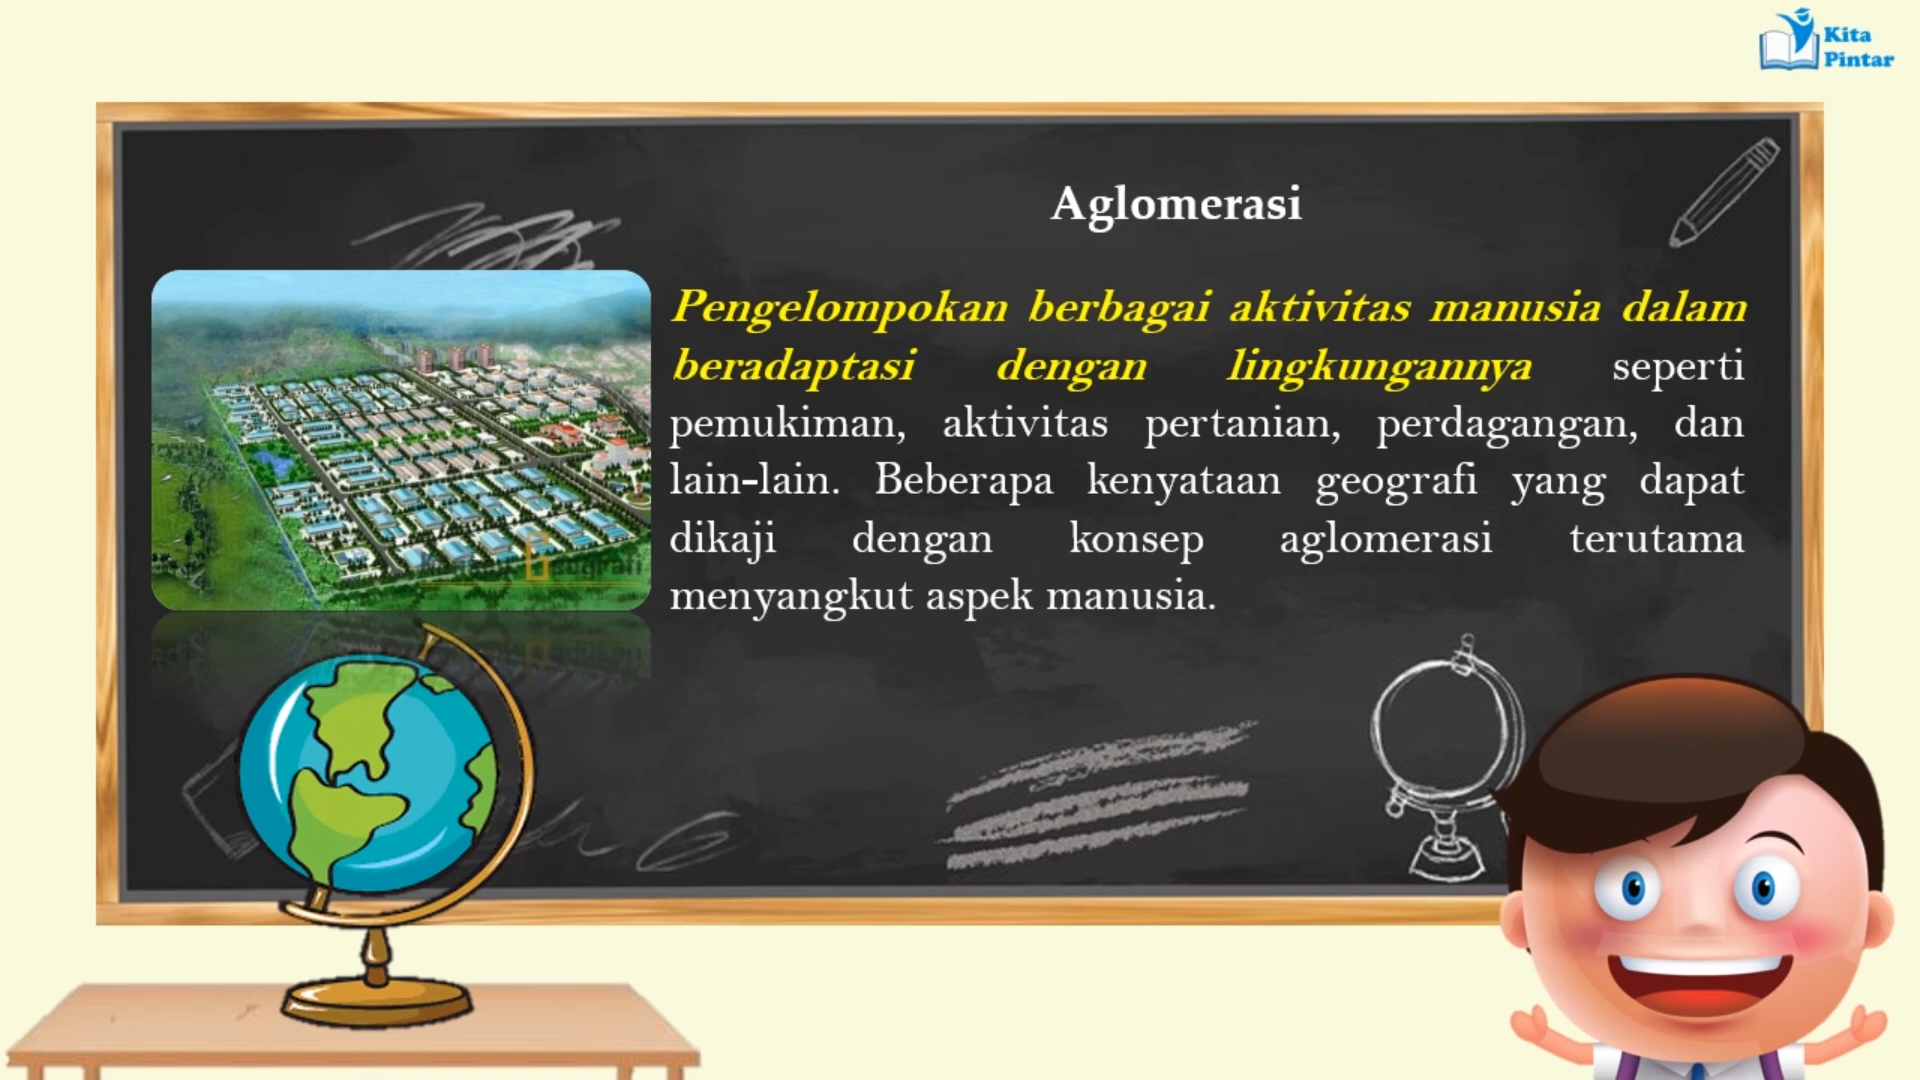 Kita
Pintar
Aglomerasi
Pengelompokan berbagai aktivitas manusia dalam
beradaptasi dengan lingkungannya seperti
pemukiman, aktivitas pertanian, perdagangan, dan
lain-lain. Beberapa kenyataan geografi yang dapat
dikaji dengan konsep aglomerasi terutama
menyangkut aspek manusia.